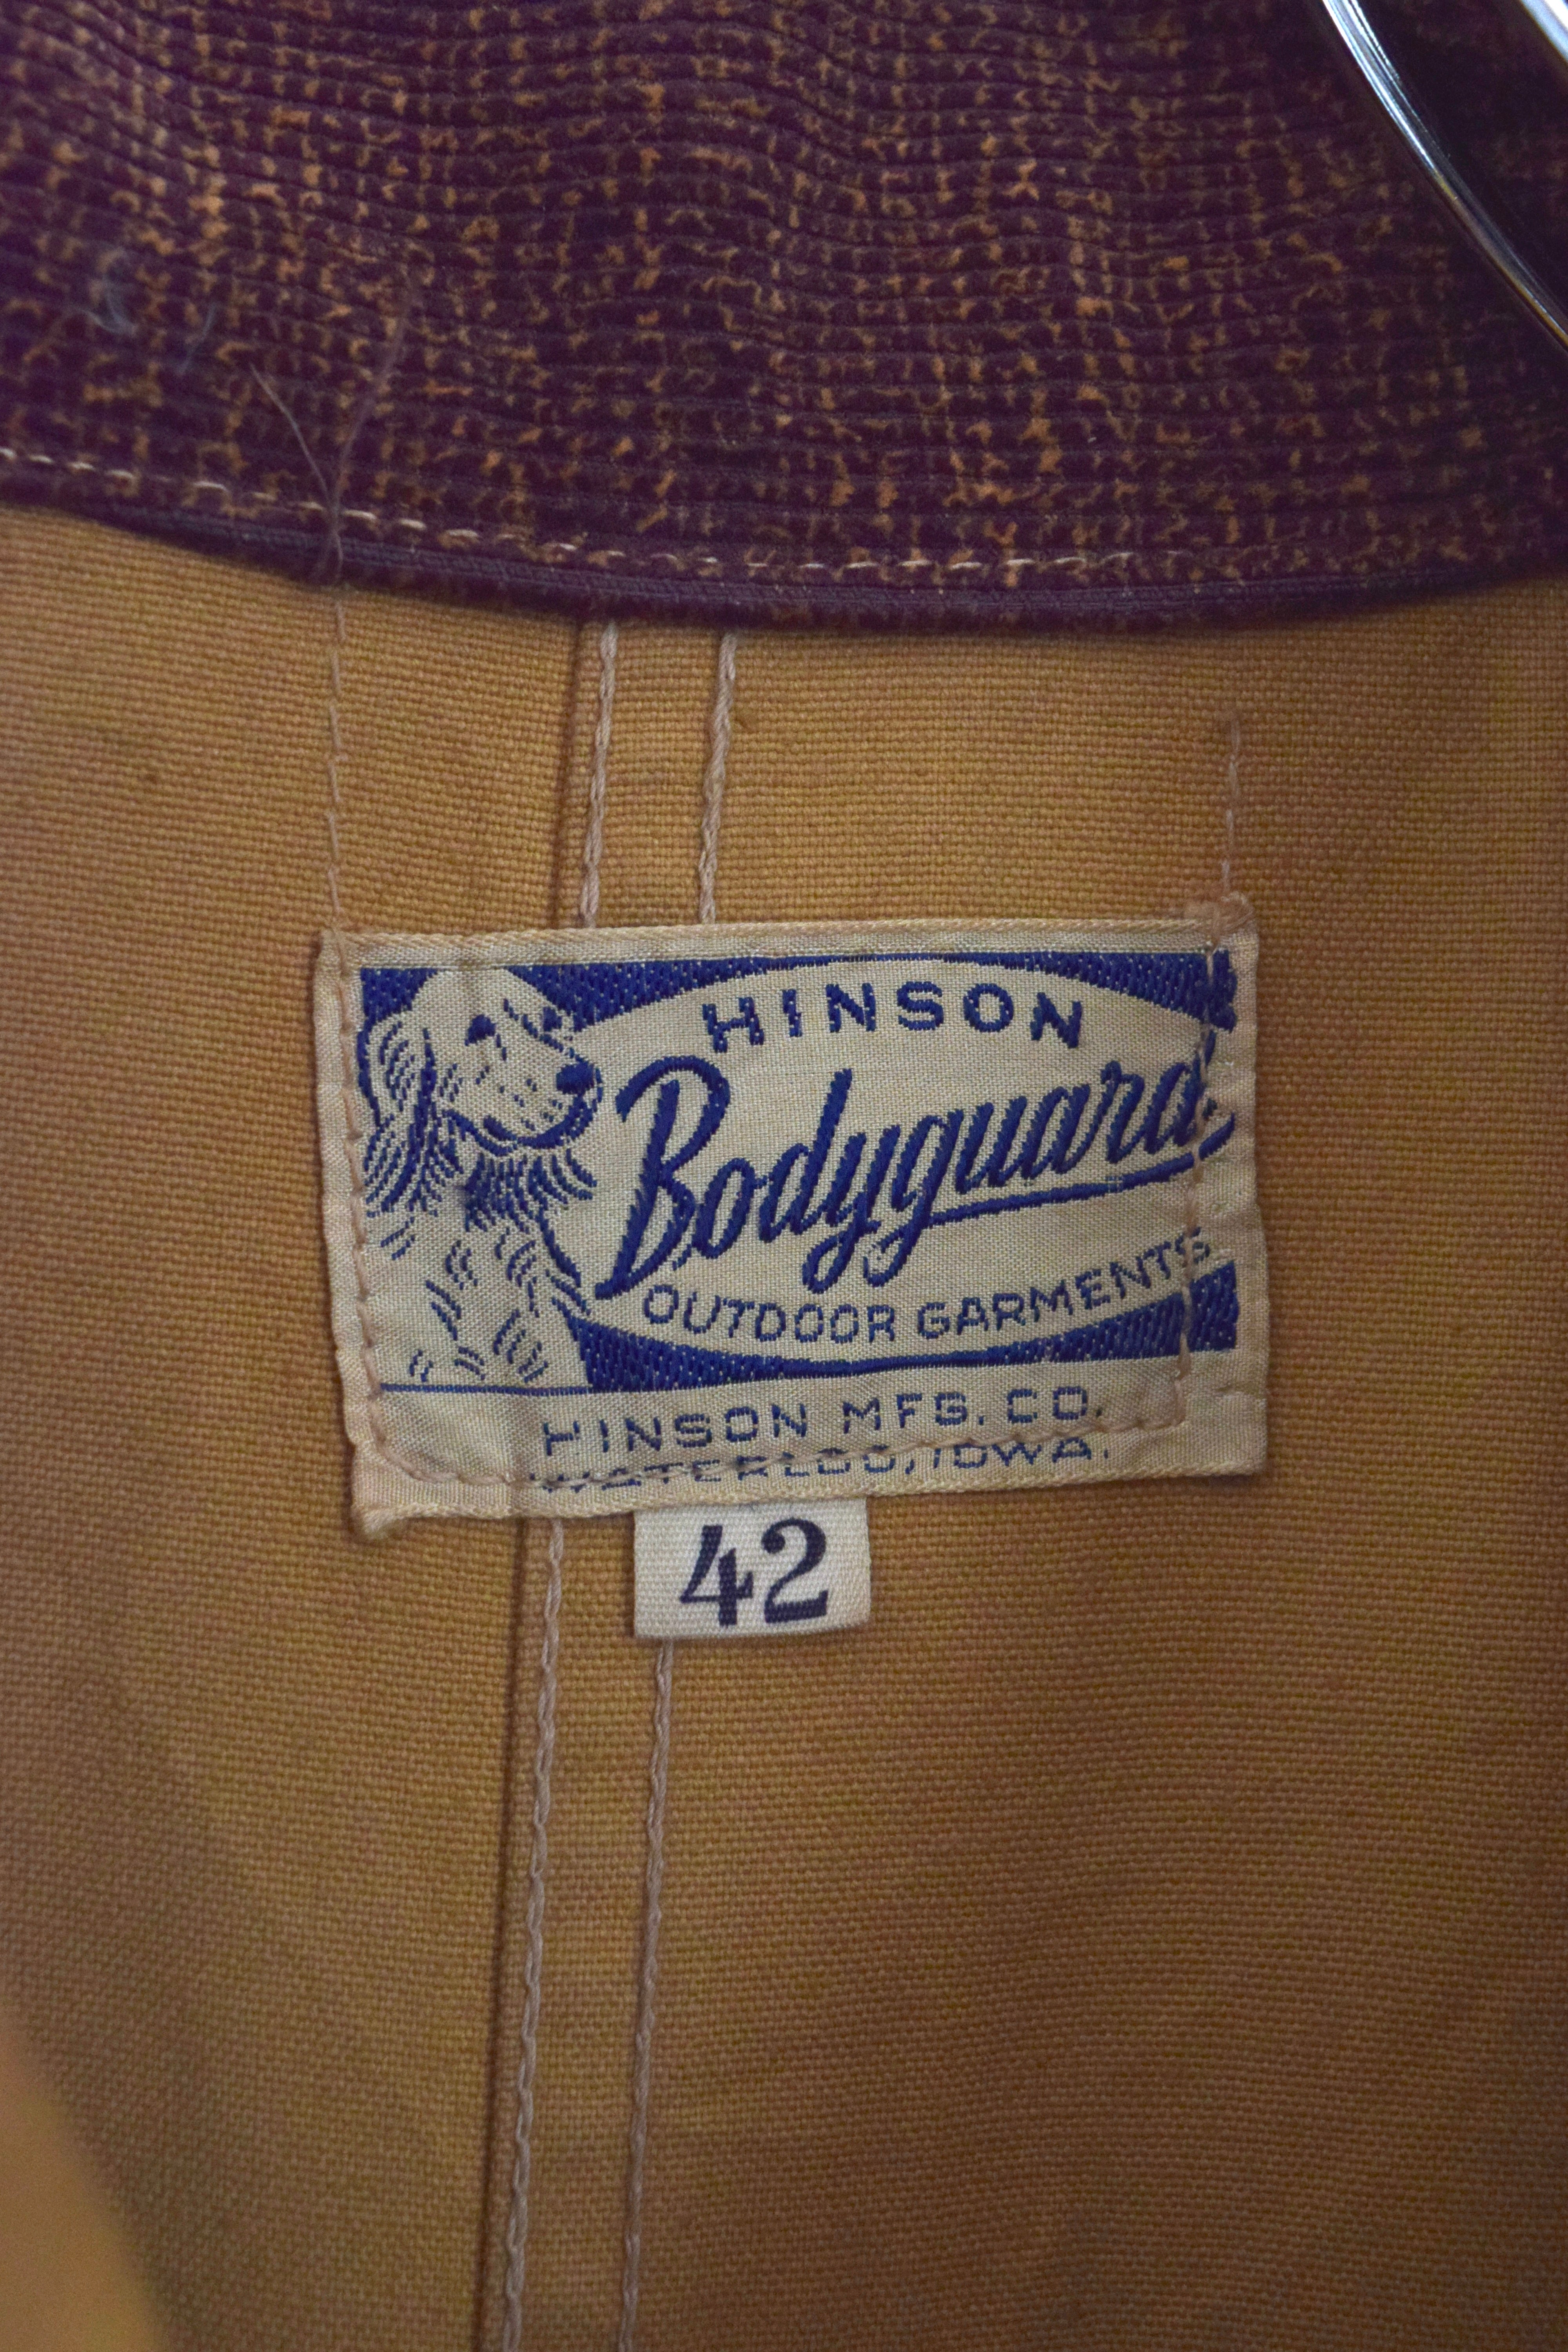 HINSON
Bodyguard
OUTDOOR GARMENTS
HINSON MFG. CO.
WATERLOO, IOWA.
42